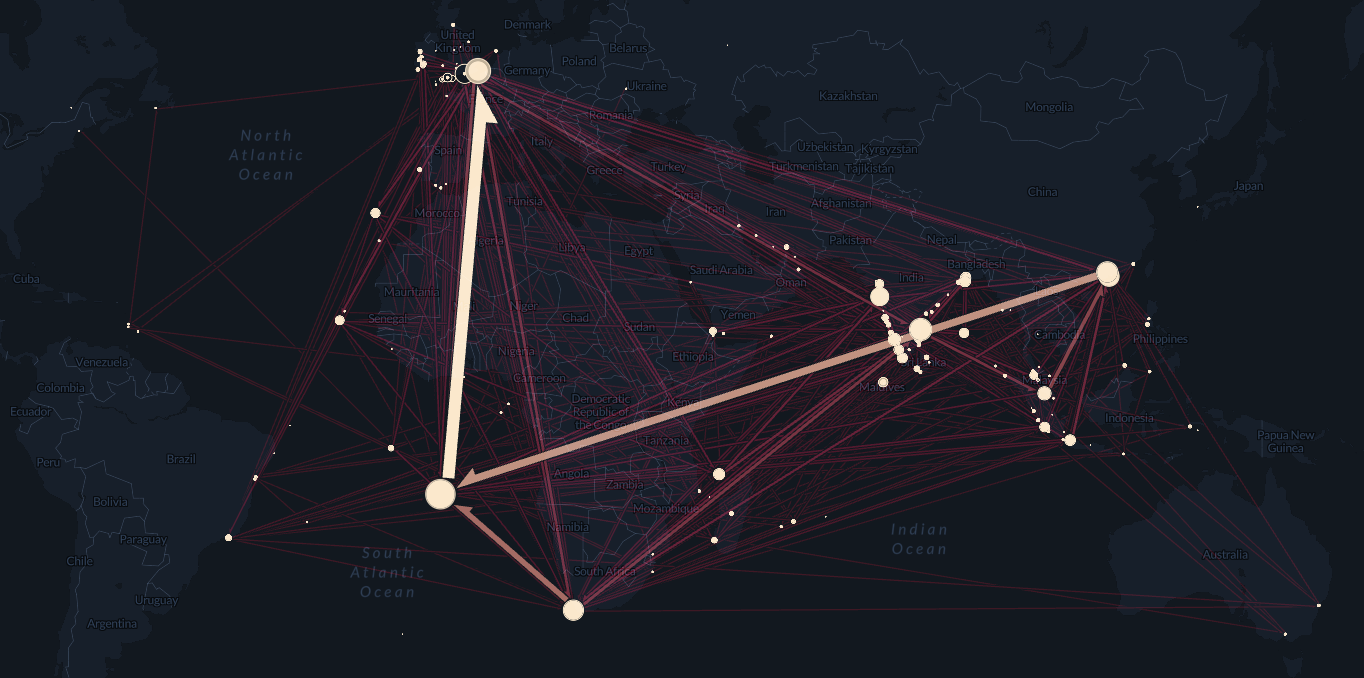 Denmark
United
Kingdom
Belarus
Poland
Germany
Ukraine
Kazakhstan
Mongolia
Romania
North
Atlantic
Ocean
Italy
Spain
Uzbekistan
Kyrgyzstan
Turkmenistan
Tajikistan
Greece
Turkey
Japan
China
Syria
Tunisia
Iraq
Iran
Afghanistan
Morocco
Pakistan
Nepal
Libya
Egypt
Saudi Arabia
Bangladesh
India
Cuba
Oman
Mauritania
Niger
Senegal
Chad
Sudan
Yemen
Cambodia
Philippines
Nigeria
Ethiopia
Venezuela
Cameroon
Maldives
Colombia
Democratic
Republic of
the Congo
Kenya
Ecuador
Indonesia
Tanzania
Papua New
Guinea
Peru
Brazil
Angola
Zambia
Bolivia
Mozambique
Namibia
Indian
Ocean
Paraguay
South
Atlantic
Ocean
Chile
South Africa
Australia
Uruguay
Argentina